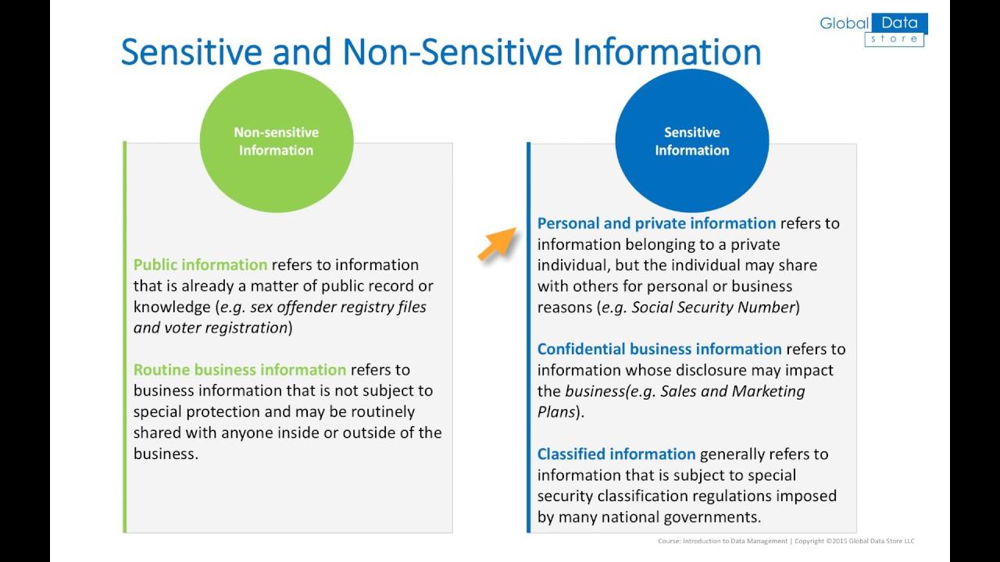 Global Data
store
Sensitive and Non-Sensitive Information
Non-sensitive
Information
Public information refers to information
that is already a matter of public record or
knowledge (e.g. sex offender registry files
and voter registration)
Routine business information refers to
business information that is not subject to
special protection and may be routinely
shared with anyone inside or outside of the
business.
Sensitive
Information
Personal and private information refers to
information belonging to a private
individual, but the individual may share
with others for personal or business
reasons (e.g. Social Security Number)
Confidential business information refers to
information whose disclosure may impact
the business(e.g. Sales and Marketing
Plans).
Classified information generally refers to
information that is subject to special
security classification regulations imposed
by many national governments.
Course: Introduction to Data Management | Copyright ©2015 Global Data Store LLC